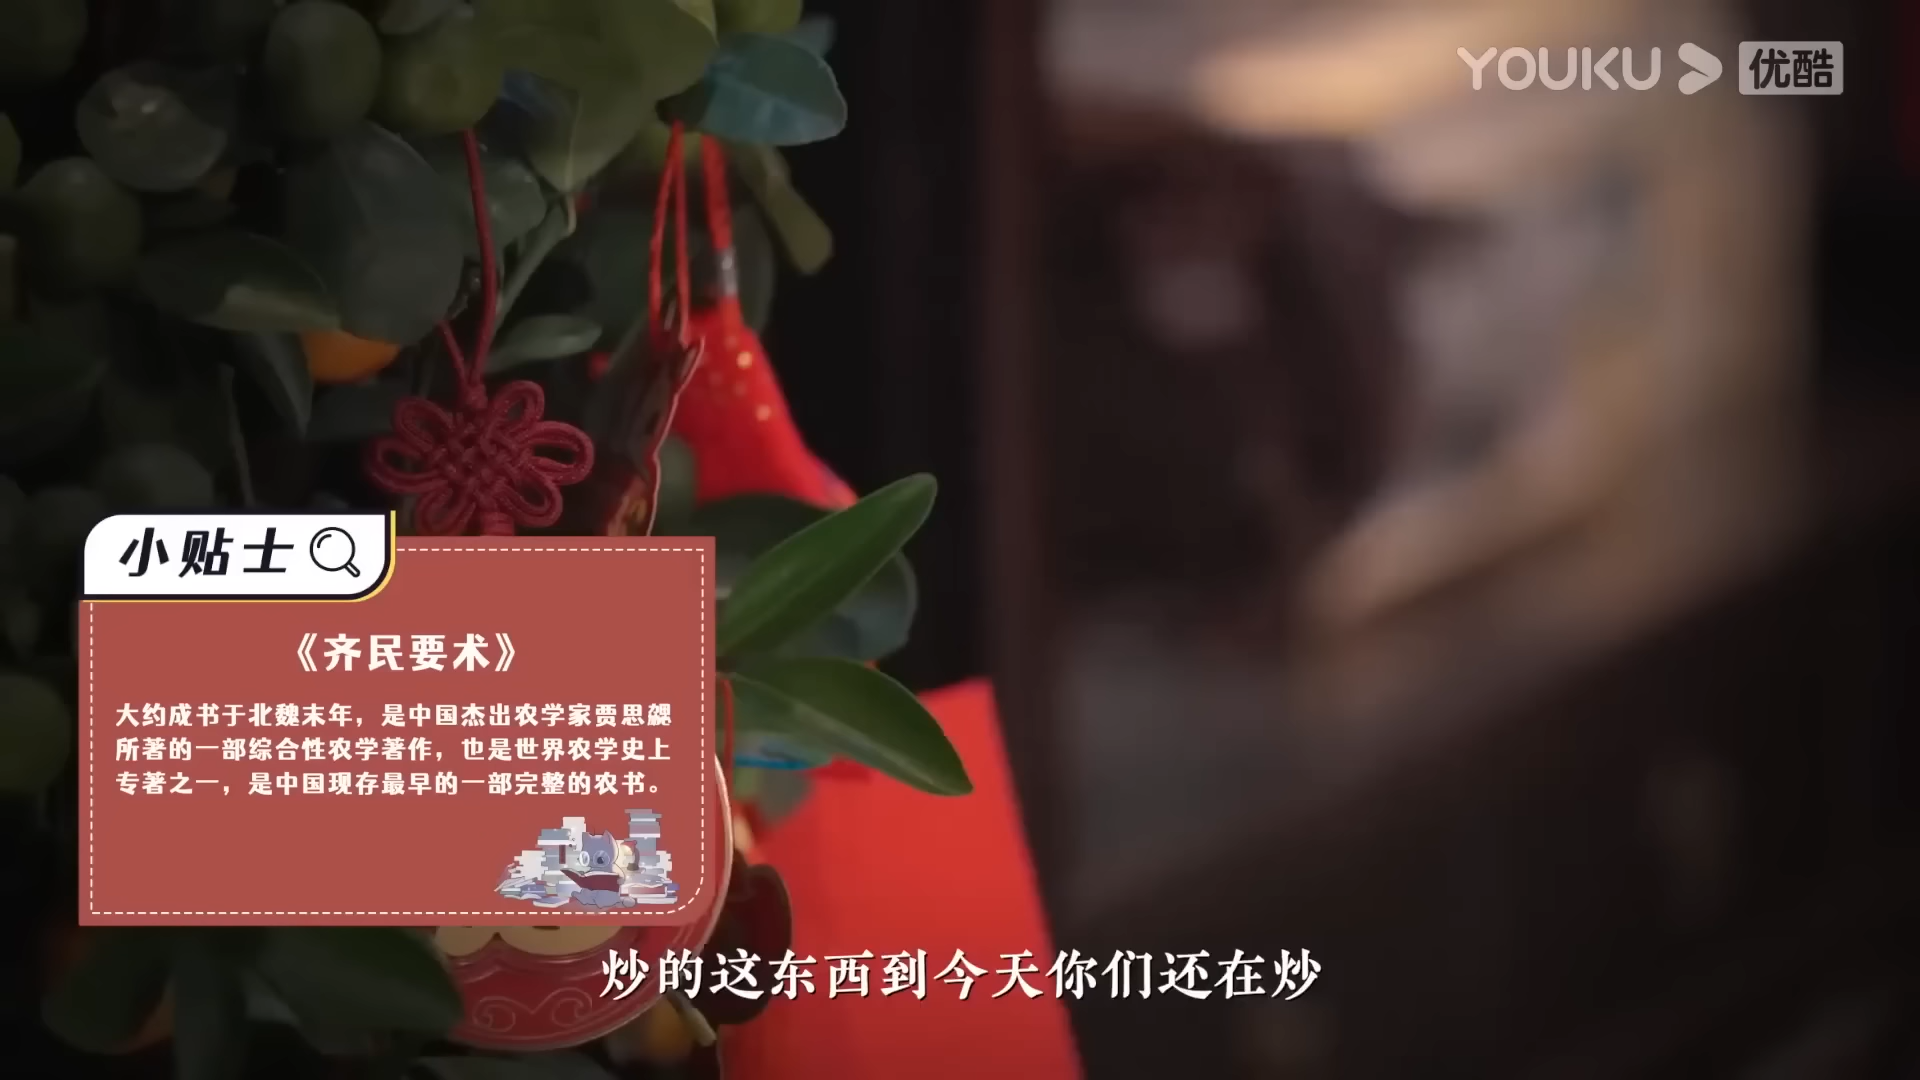 YOUKU 优酷
小贴士
《齐民要术》
大约成书于北魏末年，是中国杰出农学家贾思勰
所著的一部综合性农学著作，也是世界农学史上
专著之一，是中国现存最早的一部完整的农书。
炒的这东西到今天你们还在炒